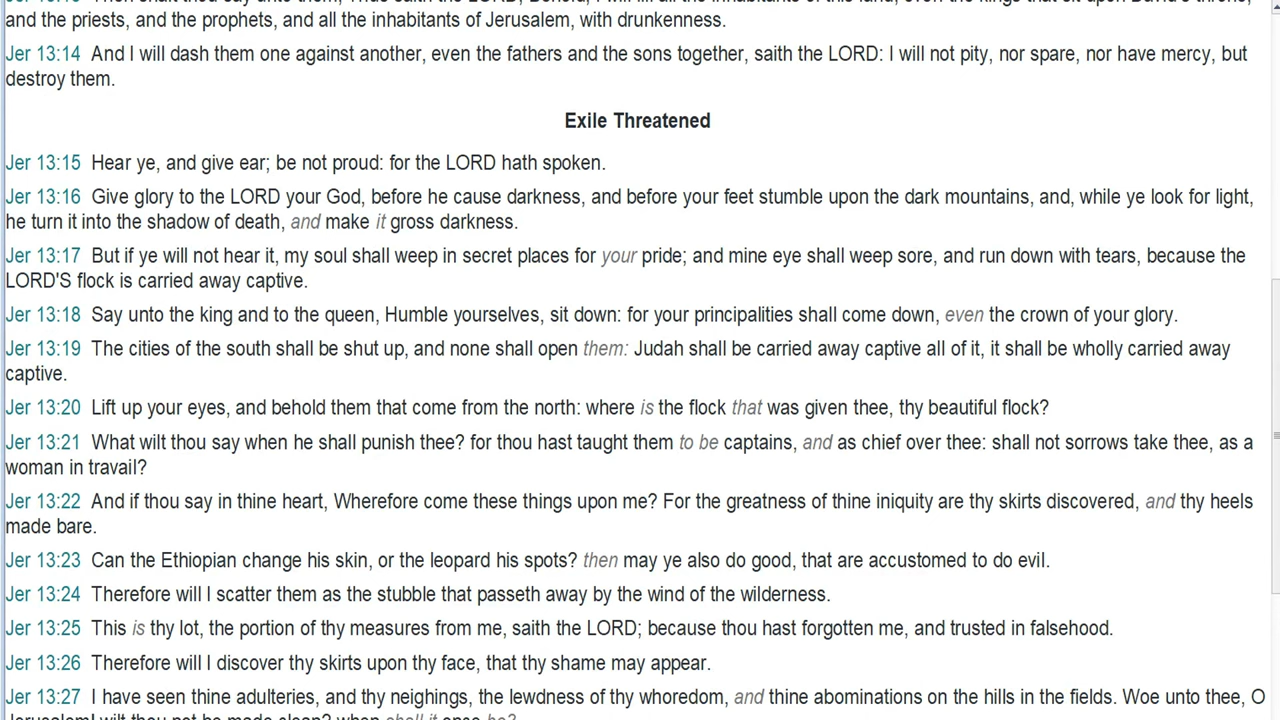 and the priests, and the prophets, and all the inhabitants of Jerusalem, with drunkenness.
Jer 13:14 And I will dash them one against another, even the fathers and the sons together, saith the LORD: I will not pity, nor spare, nor have mercy, but
destroy them.
Exile Threatened
Jer 13:15 Hear ye, and give ear; be not proud: for the LORD hath spoken.
Jer 13:16 Give glory to the LORD your God, before he cause darkness, and before your feet stumble upon the dark mountains, and, while ye look for light,
he turn it into the shadow of death, and make it gross darkness.
Jer 13:17 But if ye will not hear it, my soul shall weep in secret places for your pride; and mine eye shall weep sore, and run down with tears, because the
LORD'S flock is carried away captive.
Jer 13:18 Say unto the king and to the queen, Humble yourselves, sit down: for your principalities shall come down, even the crown of your glory.
Jer 13:19 The cities of the south shall be shut up, and none shall open them: Judah shall be carried away captive all of it, it shall be wholly carried away
captive.
Jer 13:20 Lift up your eyes, and behold them that come from the north: where is the flock that was given thee, thy beautiful flock?
Jer 13:21 What wilt thou say when he shall punish thee? for thou hast taught them to be captains, and as chief over thee: shall not sorrows take thee, as a
woman in travail?
Jer 13:22 And if thou say in thine heart, Wherefore come these things upon me? For the greatness of thine iniquity are thy skirts discovered, and thy heels
made bare.
Jer 13:23 Can the Ethiopian change his skin, or the leopard his spots? then may ye also do good, that are accustomed to do evil.
Jer 13:24 Therefore will I scatter them as the stubble that passeth away by the wind of the wilderness.
Jer 13:25 This is thy lot, the portion of thy measures from me, saith the LORD; because thou hast forgotten me, and trusted in falsehood.
Jer 13:26 Therefore will I discover thy skirts upon thy face, that thy shame may appear.
Jer 13:27 I have seen thine adulteries, and thy neighings, the lewdness of thy whoredom, and thine abominations on the hills in the fields. Woe unto thee, O